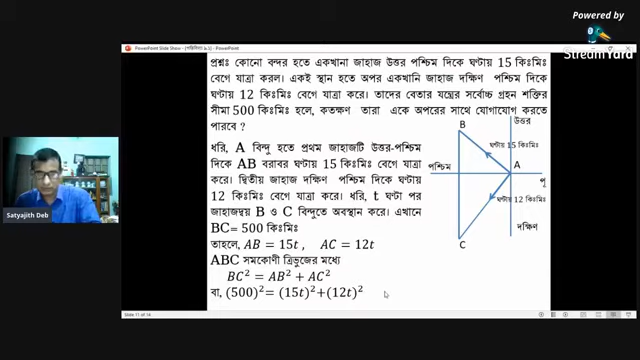 Powered by
StreamYard
PowerPoint Slide Show -
প্রশ্নঃ কোনো বন্দর হতে একখানা জাহাজ উত্তর পশ্চিম দিকে ঘণ্টায় 15 কিঃমিঃ
বেগে যাত্রা করল। একই স্থান হতে অপর একখানি জাহাজ দক্ষিণ পশ্চিম দিকে
ঘণ্টায় 12 কিঃমিঃ বেগে যাত্রা করে। তাদের বেতার যন্ত্রের সর্বোচ্চ গ্রহন শক্তির
সীমা 500 কিঃমিঃ হলে, কতক্ষণ তারা একে অপরের সাথে যোগাযোগ করতে
পারবে ?
ধরি, A বিন্দু হতে প্রথম জাহাজটি উত্তর-পশ্চিম
দিকে AB বরাবর ঘণ্টায় 15 কিঃমিঃ বেগে যাত্রা
করে। দ্বিতীয় জাহাজ দক্ষিণ পশ্চিম দিকে ঘণ্টায়
12 কিঃমিঃ বেগে যাত্রা করে। ধরি, t ঘণ্টা পর
জাহাজদ্বয় B ও C বিন্দুতে অবস্থান করে। এখানে
BC= 500 কিঃমিঃ
তাহলে, AB = 15t , AC = 12t
ABC সমকোণী ত্রিভুজের মধ্যে
BC² = AB² + AC²
বা, (500)²= (15t)²+(12t)²
উত্তর
B
ঘণ্টায় 15 কিঃমিঃ
পশ্চিম
A
পূ
ঘণ্টায় 12 কিঃমিঃ
দক্ষিণ
C
Satyajith Deb
Slide 11 of 14